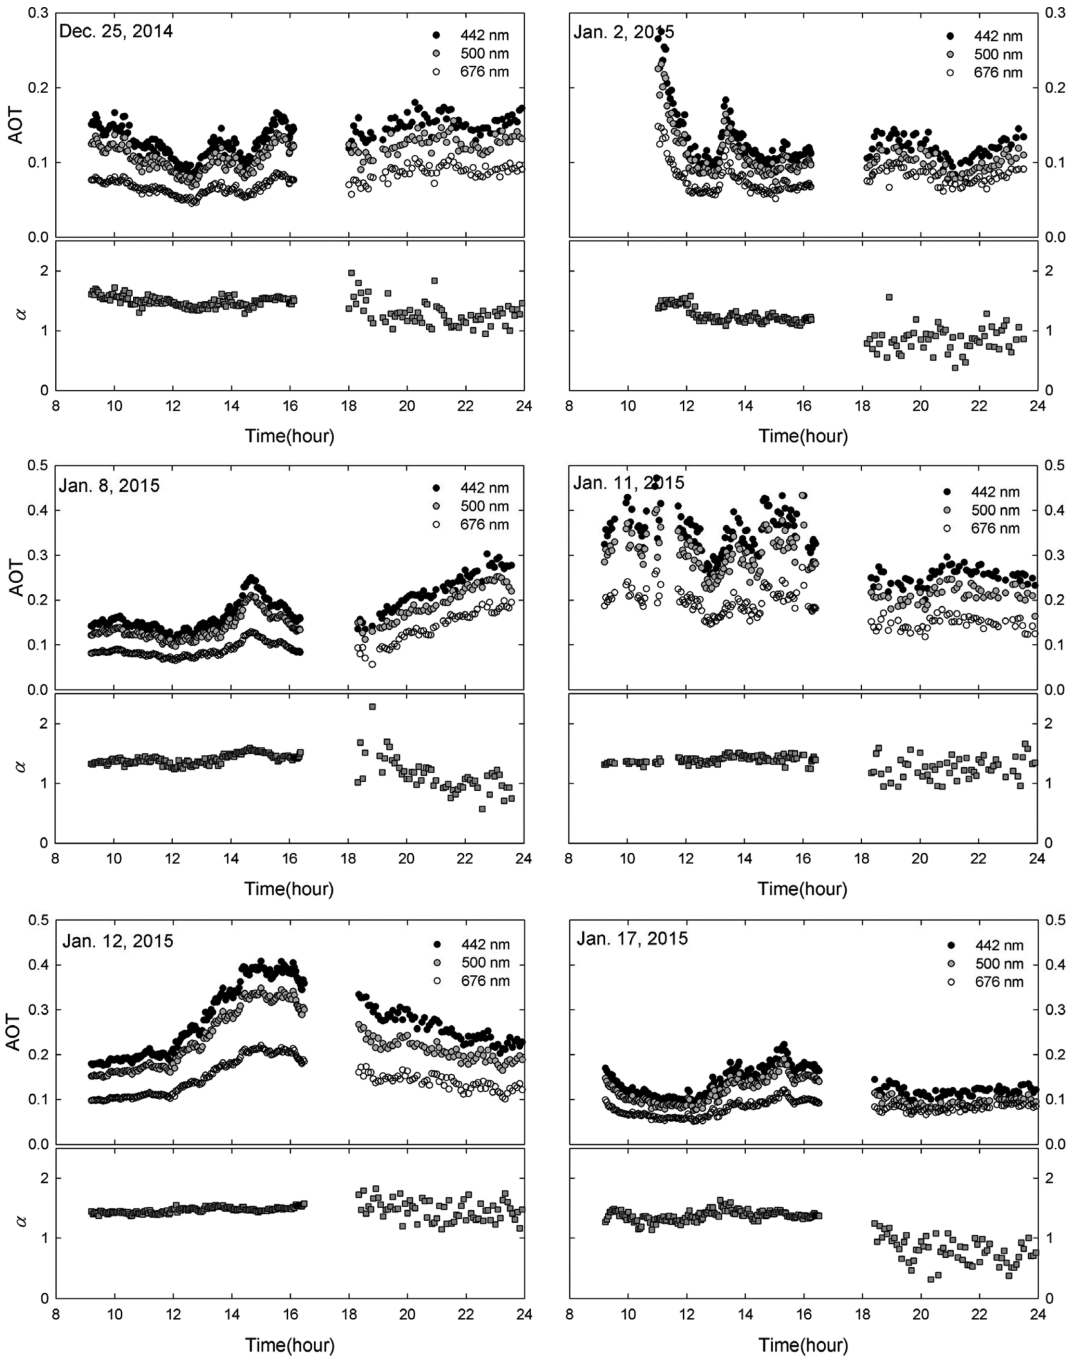 0.3
Dec. 25, 2014
442 nm
500 nm
676 nm
0.2
AOT
0.1
0.0
2
α
1
0
8 10 12 14 16 18 20 22 24
Time(hour)
Jan. 2, 2015
442 nm
500 nm
676 nm
0.3
0.2
0.1
0.0
2
1
0
8 10 12 14 16 18 20 22 24
Time(hour)
0.5
Jan. 8, 2015
442 nm
500 nm
676 nm
0.4
0.3
AOT
0.2
0.1
0.0
2
α
1
0
8 10 12 14 16 18 20 22 24
Time(hour)
Jan. 11, 2015
442 nm
500 nm
676 nm
0.5
0.4
0.3
0.2
0.1
0.0
2
1
0
8 10 12 14 16 18 20 22 24
Time(hour)
0.5
Jan. 12, 2015
442 nm
500 nm
676 nm
0.4
0.3
AOT
0.2
0.1
0.0
2
α
1
0
8 10 12 14 16 18 20 22 24
Time(hour)
Jan. 17, 2015
442 nm
500 nm
676 nm
0.5
0.4
0.3
0.2
0.1
0.0
2
1
0
8 10 12 14 16 18 20 22 24
Time(hour)